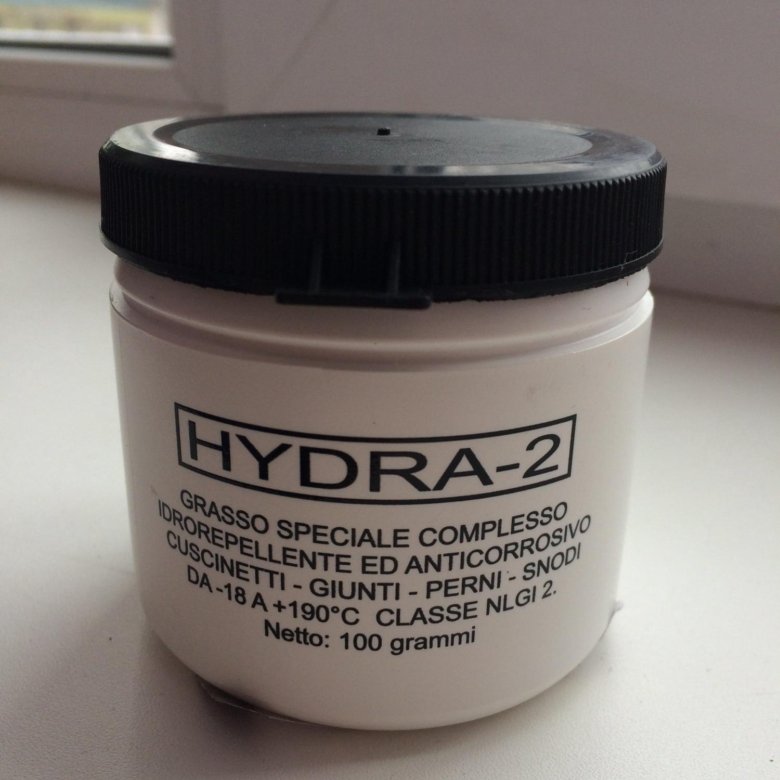 HYDRA-2
GRASSO SPECIALE COMPLESSO
IDROREPELLENTE ED ANTICORROSIVO
CUSCINETTI - GIUNTI - PERNI - SNODI
DA -18 A +190°C CLASSE NLGI 2.
Netto: 100 grammi